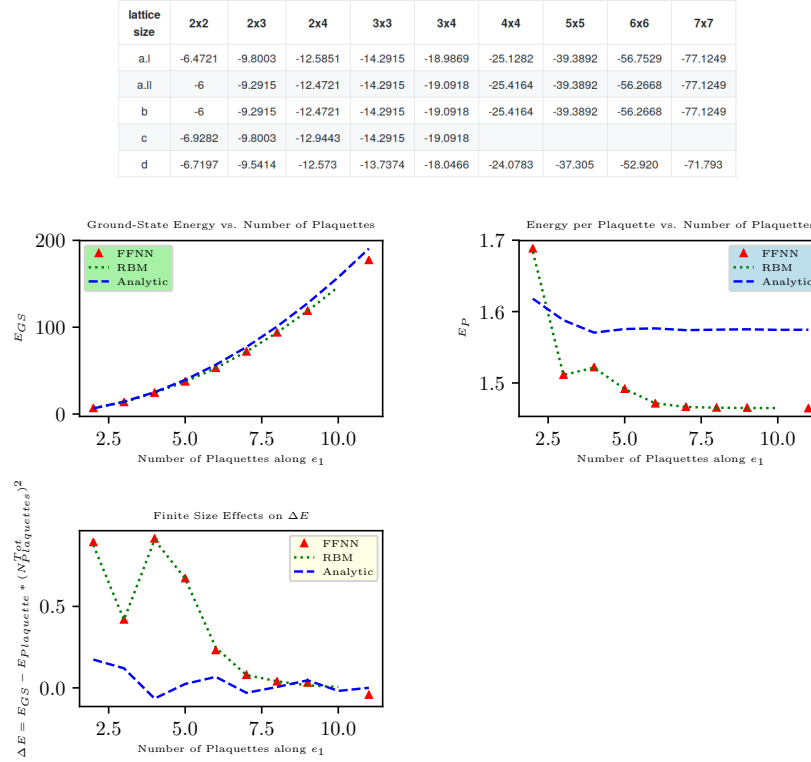 lattice size 2x2 2x3 2x4 3x3 3x4 4x4 5x5 6x6 7x7
a.I -6.4721 -9.8003 -12.5851 -14.2915 -18.9869 -25.1282 -39.3892 -56.7529 -77.1249
a.II -6 -9.2915 -12.4721 -14.2915 -19.0918 -25.4164 -39.3892 -56.2668 -77.1249
b -6 -9.2915 -12.4721 -14.2915 -19.0918 -25.4164 -39.3892 -56.2668 -77.1249
c -6.9282 -9.8003 -12.9443 -14.2915 -19.0918
d -6.7197 -9.5414 -12.573 -13.7374 -18.0466 -24.0783 -37.305 -52.920 -71.793
Ground-State Energy vs. Number of Plaquettes
E_{GS}
200
100
0
FFNN
RBM
Analytic
2.5 5.0 7.5 10.0
Number of Plaquettes along e_1
Energy per Plaquette vs. Number of Plaquettes
E_P
1.7
1.6
1.5
FFNN
RBM
Analytic
2.5 5.0 7.5 10.0
Number of Plaquettes along e_1
Finite Size Effects on ΔE
ΔE = E_{GS} − E_{Plaquette} * (N_{Plaquettes}^{Tot})^2
0.5
0.0
FFNN
RBM
Analytic
2.5 5.0 7.5 10.0
Number of Plaquettes along e_1